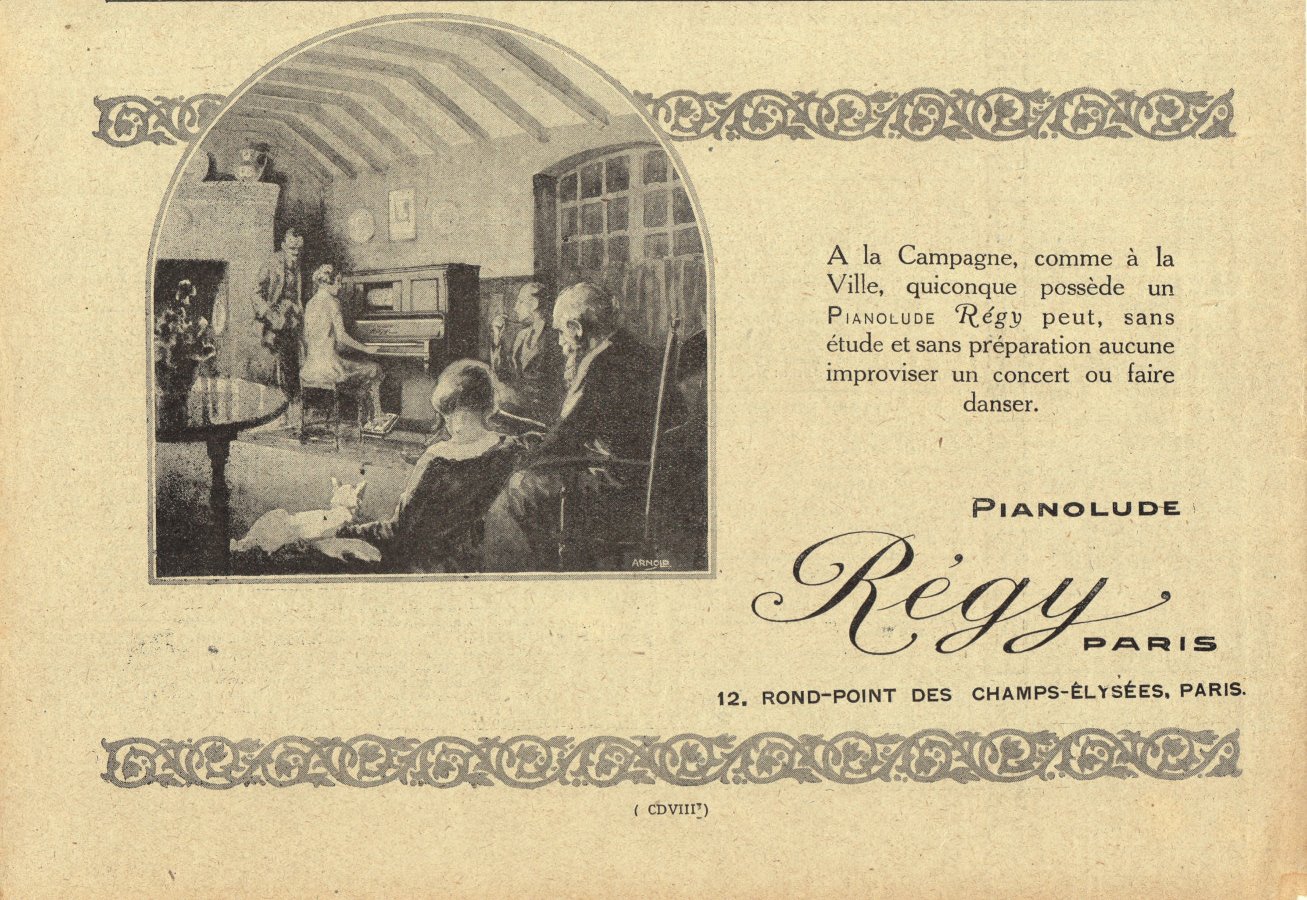 A la Campagne, comme à la
Ville, quiconque possède un
PIANOLUDE Régy peut, sans
étude et sans préparation aucune
improviser un concert ou faire
danser.
ARNOLD
PIANOLUDE
Régy
PARIS
12, ROND-POINT DES CHAMPS-ÉLYSÉES, PARIS.
( CDVIII )